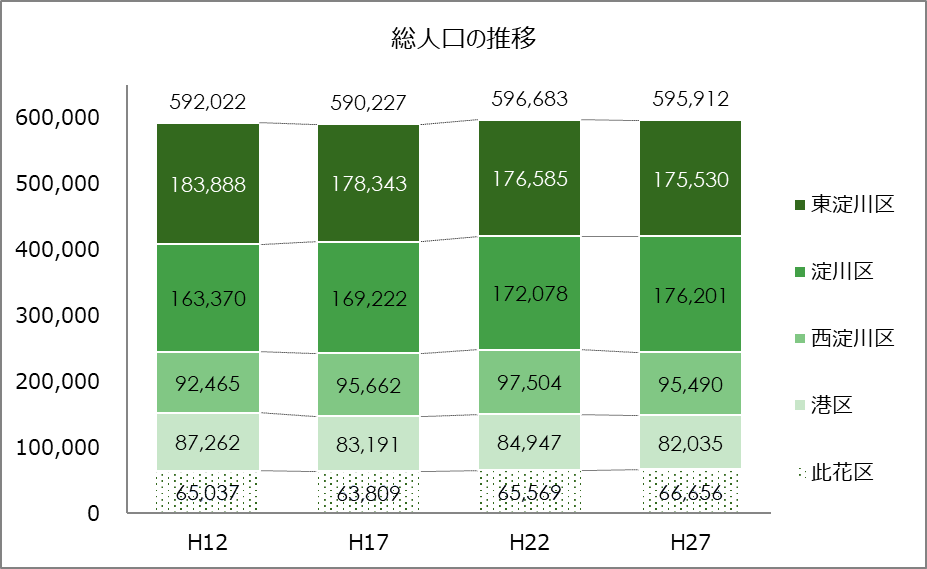 総人口の推移
592,022 590,227 596,683 595,912
600,000
183,888 178,343 176,585 175,530
500,000
東淀川区
400,000
163,370 169,222 172,078 176,201
淀川区
300,000
西淀川区
92,465 95,662 97,504 95,490
200,000
港区
87,262 83,191 84,947 82,035
100,000
此花区
65,037 63,809 65,569 66,656
0
H12 H17 H22 H27